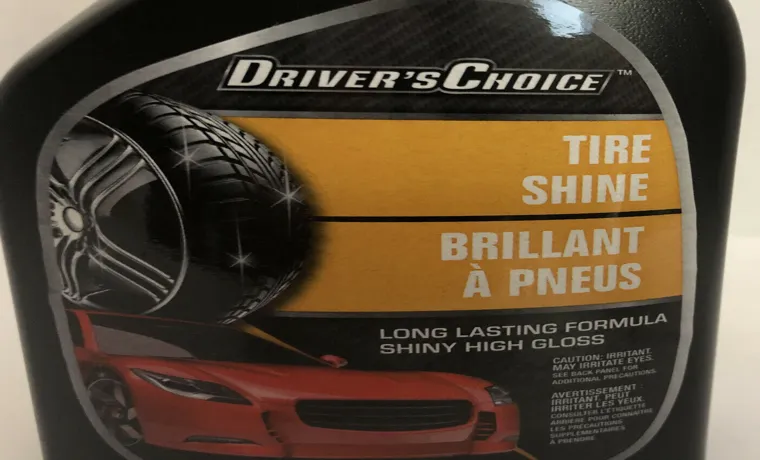 DRIVER'S CHOICE™
TIRE
SHINE
BRILLANT
À PNEUS
LONG LASTING FORMULA
SHINY HIGH GLOSS
CAUTION: IRRITANT.
MAY IRRITATE EYES.
SEE BACK PANEL FOR
ADDITIONAL PRECAUTIONS.
AVERTISSEMENT :
IRRITANT. PEUT
IRRITER LES YEUX.
CONSULTER L'ÉTIQUETTE
ARRIÈRE POUR CONNAÎTRE
LES PRÉCAUTIONS
SUPPLÉMENTAIRES
À PRENDRE.